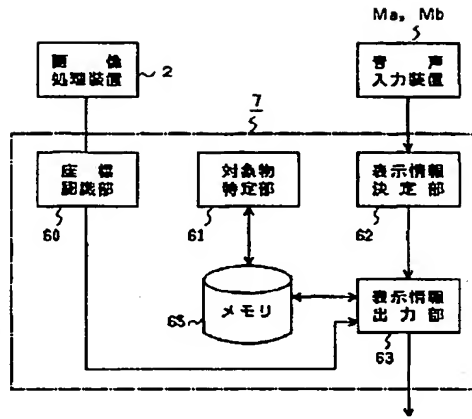 Ma, Mb
画像
処理装置
2
音声
入力装置
7
座標
認識部
60
対象物
特定部
61
表示情報
決定部
62
メモリ
65
表示情報
出力部
63